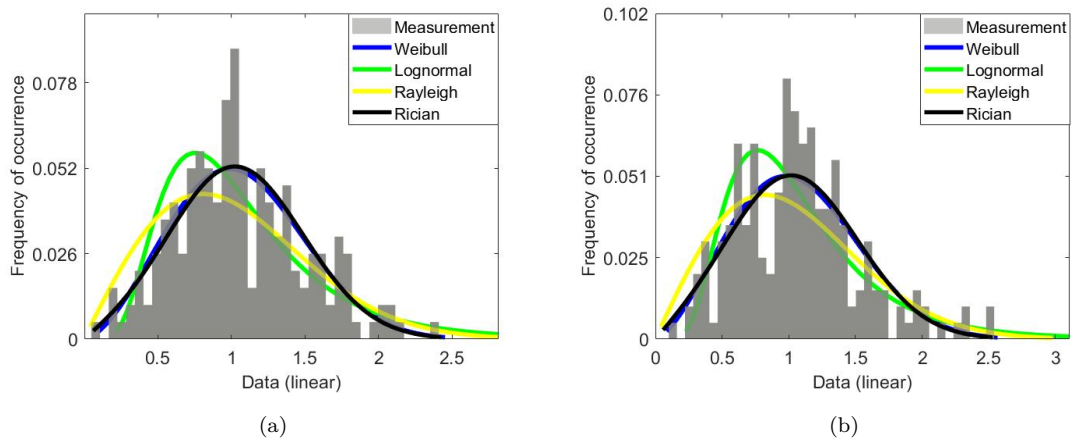 Frequency of occurrence
0.078
0.052
0.026
0
0.5
1
1.5
2
2.5
Data (linear)
Measurement
Weibull
Lognormal
Rayleigh
Rician
(a)
Frequency of occurrence
0.102
0.076
0.051
0.025
0
0
0.5
1
1.5
2
2.5
3
Data (linear)
Measurement
Weibull
Lognormal
Rayleigh
Rician
(b)